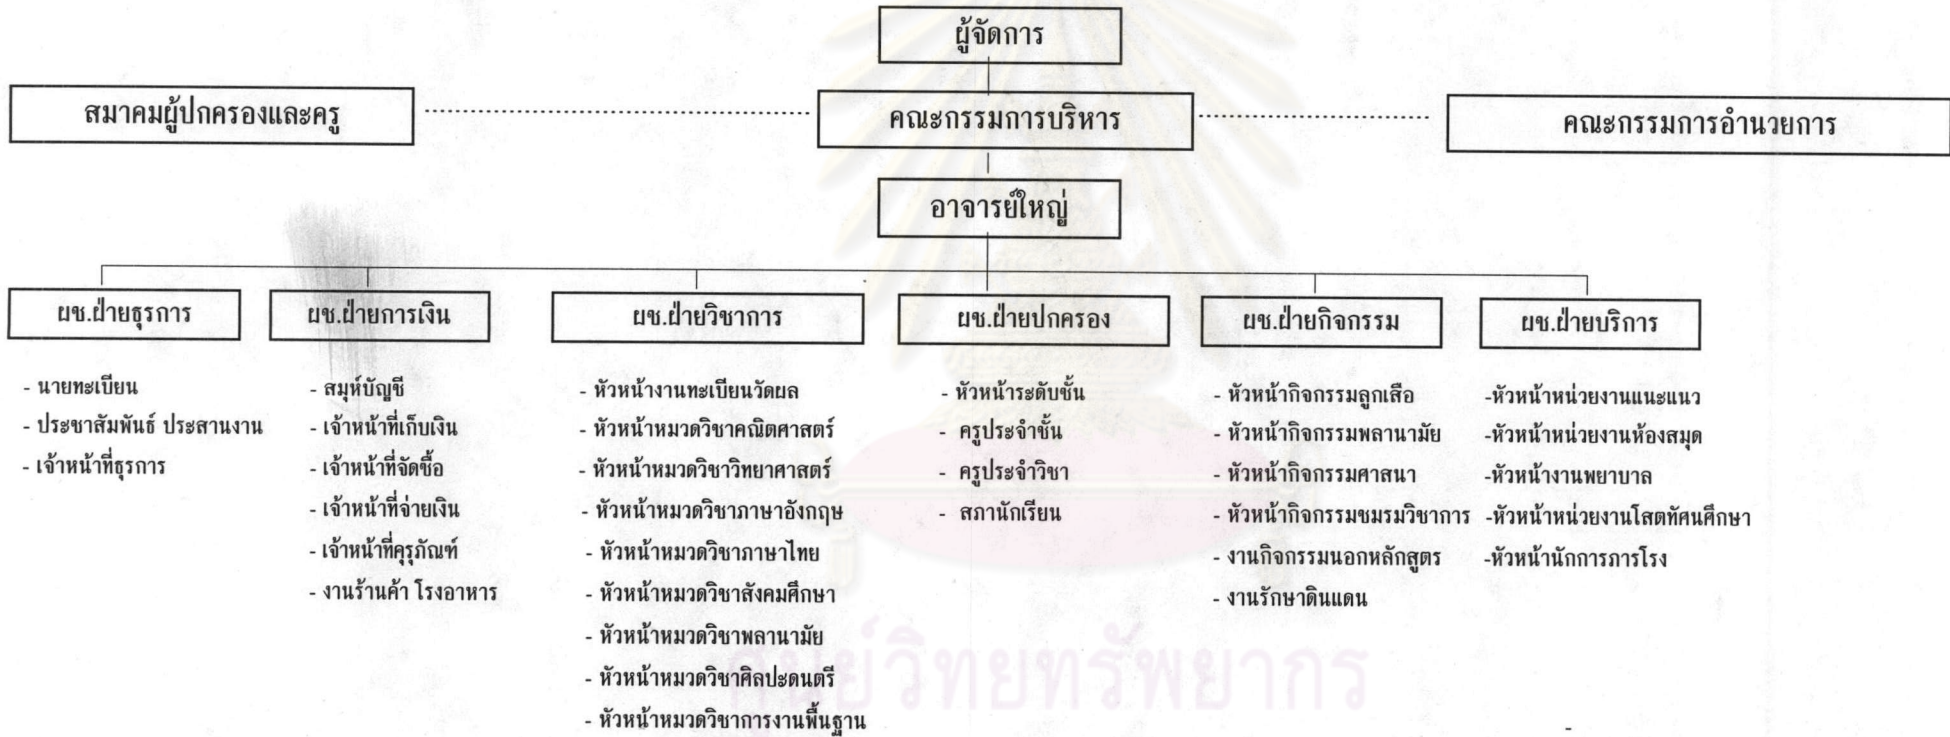 ผู้จัดการ
สมาคมผู้ปกครองและครู
คณะกรรมการบริหาร
คณะกรรมการอำนวยการ
อาจารย์ใหญ่
ผช.ฝ่ายธุรการ
- นายทะเบียน
- ประชาสัมพันธ์ ประสานงาน
- เจ้าหน้าที่ธุรการ
ผช.ฝ่ายการเงิน
- สมุห์บัญชี
- เจ้าหน้าที่เก็บเงิน
- เจ้าหน้าที่จัดซื้อ
- เจ้าหน้าที่จ่ายเงิน
- เจ้าหน้าที่คุรุภัณฑ์
- งานร้านค้า โรงอาหาร
ผช.ฝ่ายวิชาการ
- หัวหน้างานทะเบียนวัดผล
- หัวหน้าหมวดวิชาคณิตศาสตร์
- หัวหน้าหมวดวิชาวิทยาศาสตร์
- หัวหน้าหมวดวิชาภาษาอังกฤษ
- หัวหน้าหมวดวิชาภาษาไทย
- หัวหน้าหมวดวิชาสังคมศึกษา
- หัวหน้าหมวดวิชาพลานามัย
- หัวหน้าหมวดวิชาศิลปะดนตรี
- หัวหน้าหมวดวิชาการงานพื้นฐาน
ผช.ฝ่ายปกครอง
- หัวหน้าระดับชั้น
- ครูประจำชั้น
- ครูประจำวิชา
- สภานักเรียน
ผช.ฝ่ายกิจกรรม
- หัวหน้ากิจกรรมลูกเสือ
- หัวหน้ากิจกรรมพลานามัย
- หัวหน้ากิจกรรมศาสนา
- หัวหน้ากิจกรรมชมรมวิชาการ
- งานกิจกรรมนอกหลักสูตร
- งานรักษาดินแดน
ผช.ฝ่ายบริการ
-หัวหน้าหน่วยงานแนะแนว
-หัวหน้าหน่วยงานห้องสมุด
-หัวหน้างานพยาบาล
-หัวหน้าหน่วยงานโสตทัศนศึกษา
-หัวหน้านักการภารโรง
ศูนย์วิทยทรัพยากร